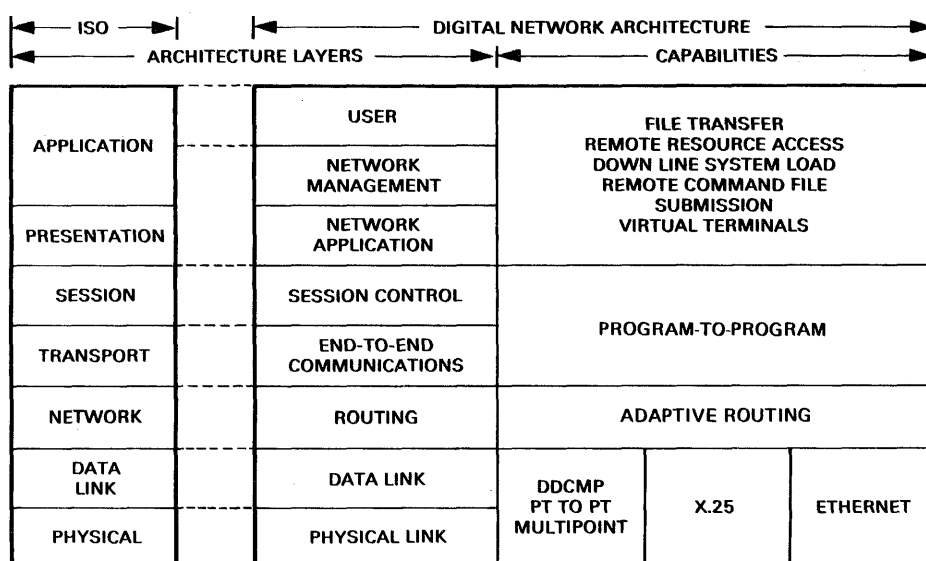 ISO
DIGITAL NETWORK ARCHITECTURE
ARCHITECTURE LAYERS
CAPABILITIES
APPLICATION
USER
NETWORK
MANAGEMENT
FILE TRANSFER
REMOTE RESOURCE ACCESS
DOWN LINE SYSTEM LOAD
REMOTE COMMAND FILE
SUBMISSION
VIRTUAL TERMINALS
PRESENTATION
NETWORK
APPLICATION
SESSION
SESSION CONTROL
PROGRAM-TO-PROGRAM
TRANSPORT
END-TO-END
COMMUNICATIONS
NETWORK
ROUTING
ADAPTIVE ROUTING
DATA
LINK
DATA LINK
DDCMP
PT TO PT
MULTIPOINT
X.25
ETHERNET
PHYSICAL
PHYSICAL LINK